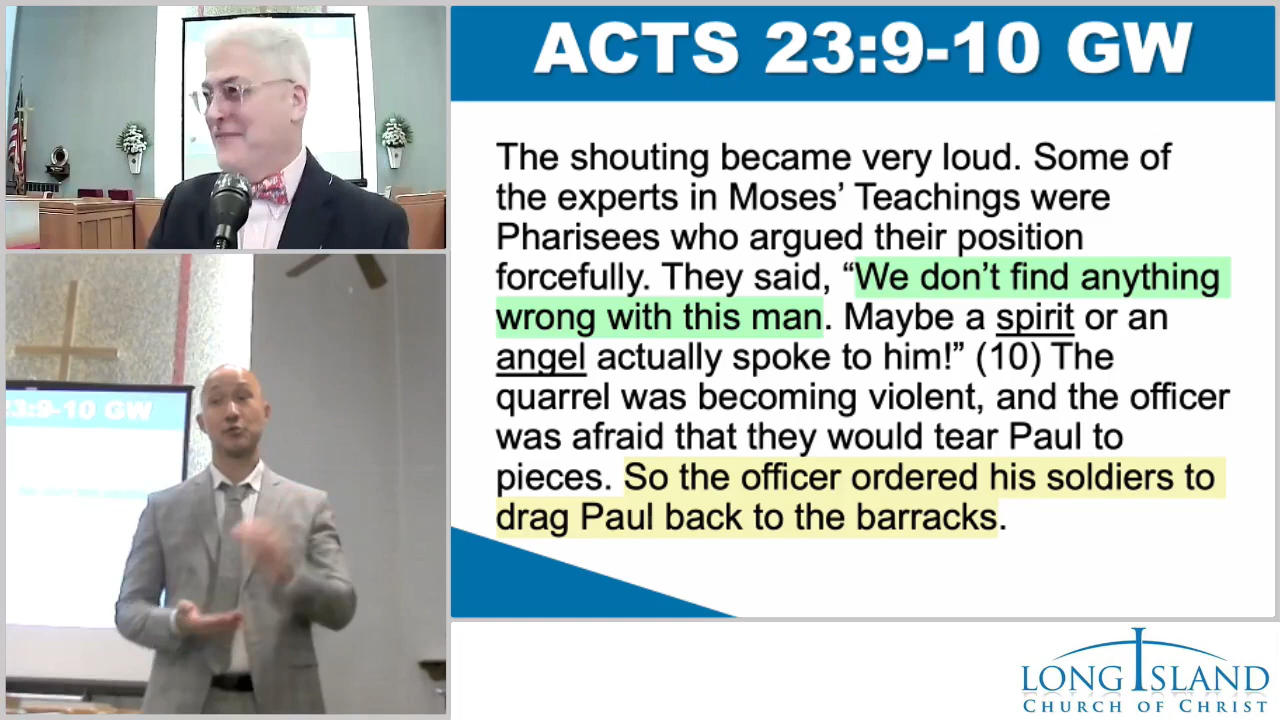 ACTS 23:9-10 GW
The shouting became very loud. Some of
the experts in Moses’ Teachings were
Pharisees who argued their position
forcefully. They said, “We don’t find anything
wrong with this man. Maybe a spirit or an
angel actually spoke to him!” (10) The
quarrel was becoming violent, and the officer
was afraid that they would tear Paul to
pieces. So the officer ordered his soldiers to
drag Paul back to the barracks.
23:9-10 GW
LONG ISLAND
CHURCH OF CHRIST